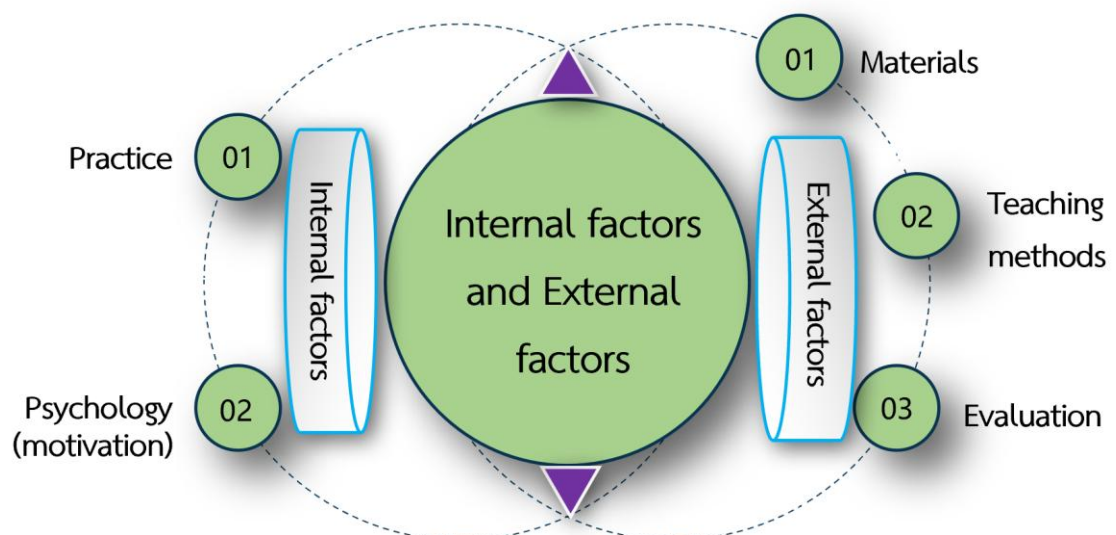 01
Materials
Practice
01
Internal factors
Internal factors
and External
factors
External factors
02
Teaching
methods
Psychology
(motivation)
02
03
Evaluation